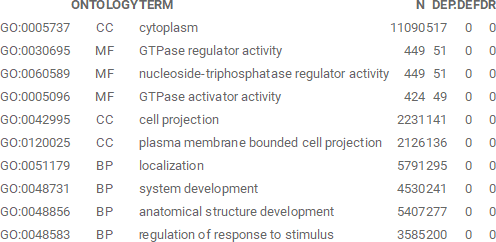 ONTOLOGY TERM N DE P.DE FDR
GO:0005737 CC cytoplasm 11090 517 0 0
GO:0030695 MF GTPase regulator activity 449 51 0 0
GO:0060589 MF nucleoside-triphosphatase regulator activity 449 51 0 0
GO:0005096 MF GTPase activator activity 424 49 0 0
GO:0042995 CC cell projection 2231 141 0 0
GO:0120025 CC plasma membrane bounded cell projection 2126 136 0 0
GO:0051179 BP localization 5791 295 0 0
GO:0048731 BP system development 4530 241 0 0
GO:0048856 BP anatomical structure development 5407 277 0 0
GO:0048583 BP regulation of response to stimulus 3585 200 0 0